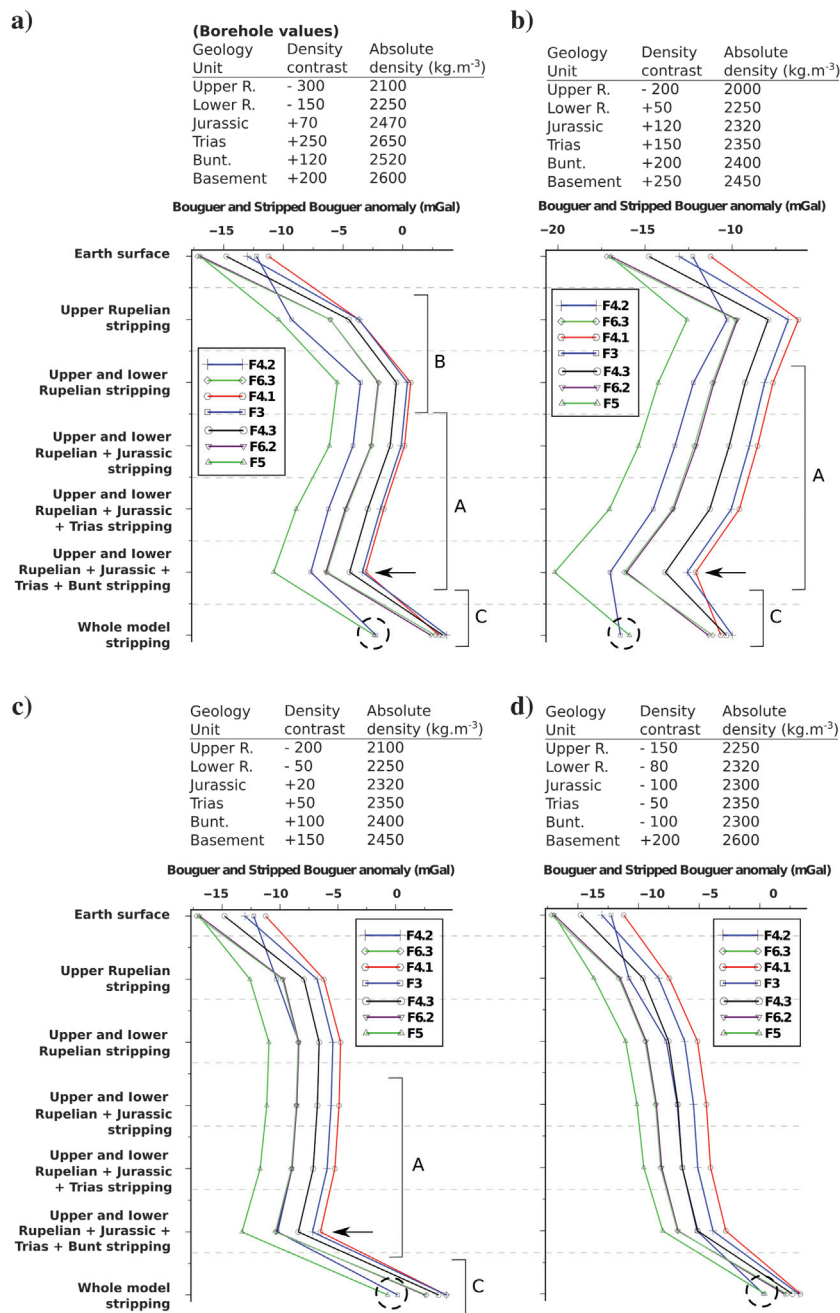 a)
(Borehole values)
Geology Density Absolute
Unit contrast density (kg.m⁻³)
Upper R. - 300 2100
Lower R. - 150 2250
Jurassic +70 2470
Trias +250 2650
Bunt. +120 2520
Basement +200 2600
Bouguer and Stripped Bouguer anomaly (mGal)
−15 −10 −5 0
Earth surface
Upper Rupelian
stripping
Upper and lower
Rupelian stripping
Upper and lower
Rupelian + Jurassic
stripping
Upper and lower
Rupelian + Jurassic
+ Trias stripping
Upper and lower
Rupelian + Jurassic +
Trias + Bunt stripping
Whole model
stripping
F4.2
F6.3
F4.1
F3
F4.3
F6.2
F5
B
A
C
b)
Geology Density Absolute
Unit contrast density (kg.m⁻³)
Upper R. - 200 2000
Lower R. +50 2250
Jurassic +120 2320
Trias +150 2350
Bunt. +200 2400
Basement +250 2450
Bouguer and Stripped Bouguer anomaly (mGal)
−20 −15 −10
F4.2
F6.3
F4.1
F3
F4.3
F6.2
F5
A
C
c)
Geology Density Absolute
Unit contrast density (kg.m⁻³)
Upper R. - 200 2100
Lower R. - 50 2250
Jurassic +20 2320
Trias +50 2350
Bunt. +100 2400
Basement +150 2450
Bouguer and Stripped Bouguer anomaly (mGal)
−15 −10 −5 0
Earth surface
Upper Rupelian
stripping
Upper and lower
Rupelian stripping
Upper and lower
Rupelian + Jurassic
stripping
Upper and lower
Rupelian + Jurassic
+ Trias stripping
Upper and lower
Rupelian + Jurassic +
Trias + Bunt stripping
Whole model
stripping
F4.2
F6.3
F4.1
F3
F4.3
F6.2
F5
A
C
d)
Geology Density Absolute
Unit contrast density (kg.m⁻³)
Upper R. - 150 2250
Lower R. - 80 2320
Jurassic - 100 2300
Trias - 50 2350
Bunt. - 100 2300
Basement +200 2600
Bouguer and Stripped Bouguer anomaly (mGal)
−15 −10 −5 0
F4.2
F6.3
F4.1
F3
F4.3
F6.2
F5